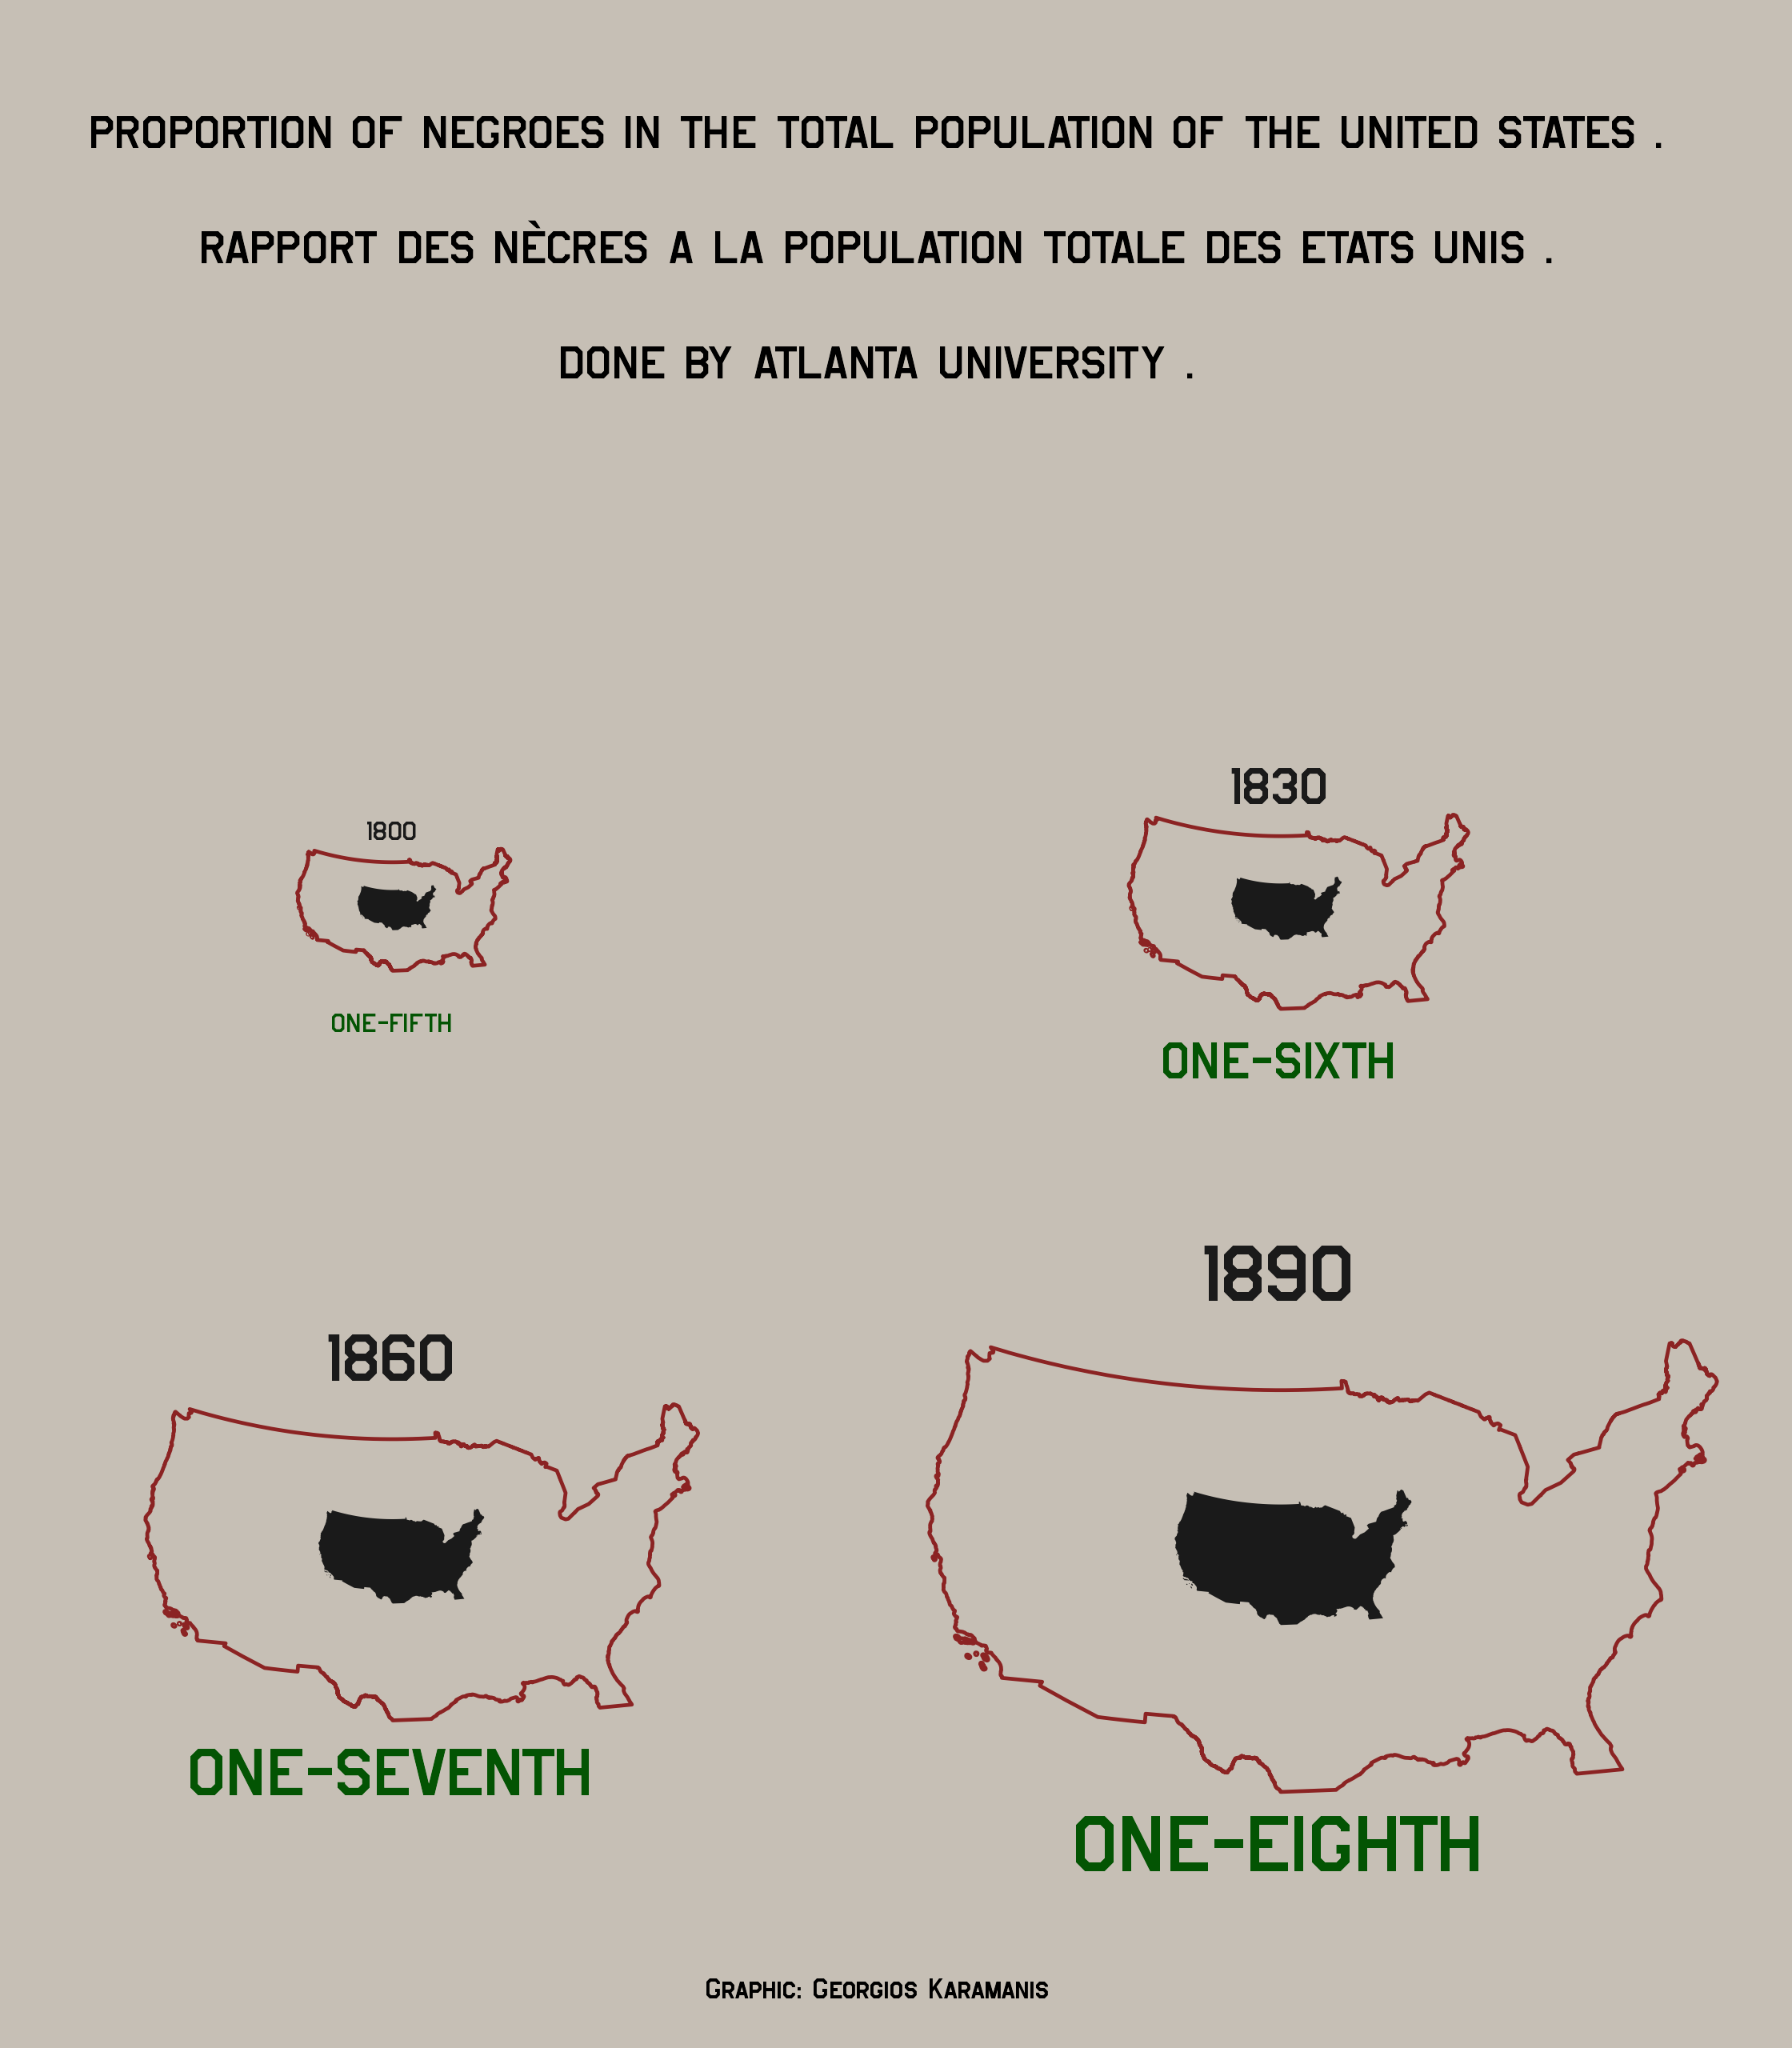 PROPORTION OF NEGROES IN THE TOTAL POPULATION OF THE UNITED STATES .
RAPPORT DES NÈCRES A LA POPULATION TOTALE DES ETATS UNIS .
DONE BY ATLANTA UNIVERSITY .
1800
ONE-FIFTH
1830
ONE-SIXTH
1860
ONE-SEVENTH
1890
ONE-EIGHTH
Graphic: Georgios Karamanis